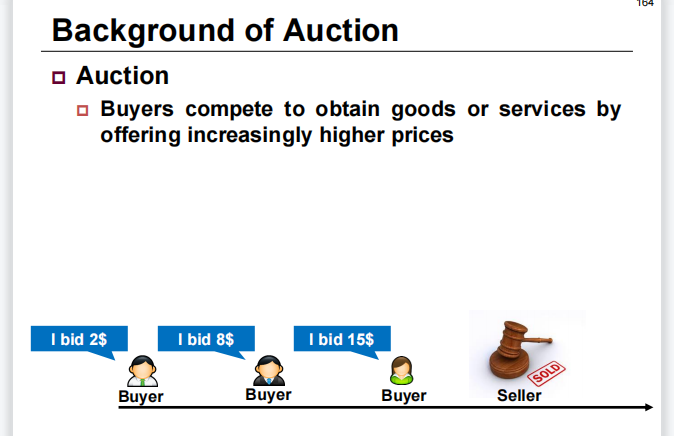 164
Background of Auction
Auction
Buyers compete to obtain goods or services by
offering increasingly higher prices
I bid 2$
I bid 8$
I bid 15$
SOLD
Buyer
Buyer
Buyer
Seller